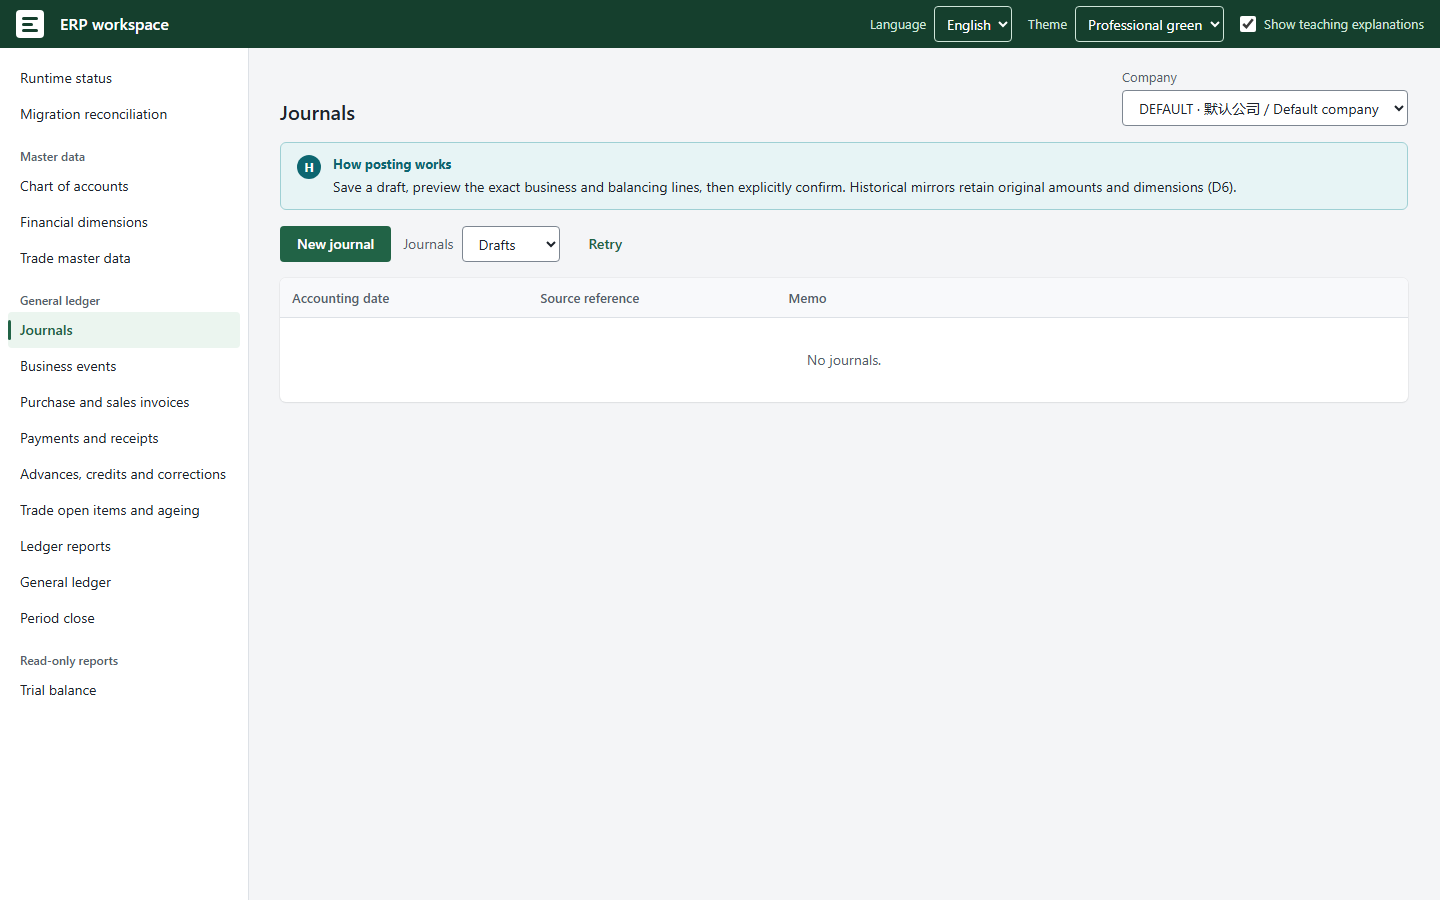 ERP workspace
Language English Theme Professional green Show teaching explanations
Runtime status
Migration reconciliation
Master data
Chart of accounts
Financial dimensions
Trade master data
General ledger
Journals
Business events
Purchase and sales invoices
Payments and receipts
Advances, credits and corrections
Trade open items and ageing
Ledger reports
General ledger
Period close
Read-only reports
Trial balance
Company
Journals
DEFAULT · 默认公司 / Default company
H How posting works
Save a draft, preview the exact business and balancing lines, then explicitly confirm. Historical mirrors retain original amounts and dimensions (D6).
New journal Journals Drafts Retry
Accounting date Source reference Memo
No journals.